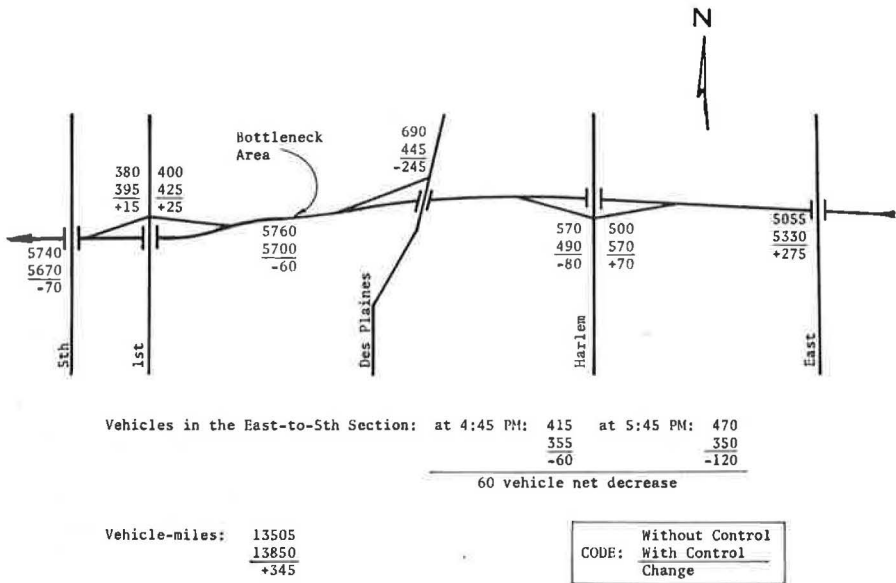 N
Bottleneck
Area
690
445
-245
380 400
395 425
+15 +25
5760
5700
-60
570 500
490 570
+80 +70
5055
5330
+275
5740
5670
-70
5th
1st
Des Plaines
Harlem
East
Vehicles in the East-to-5th Section: at 4:45 PM: 415 at 5:45 PM: 470
355 350
-60 -120
60 vehicle net decrease
Vehicle-miles: 13505
13850
+345
Without Control
CODE: With Control
Change